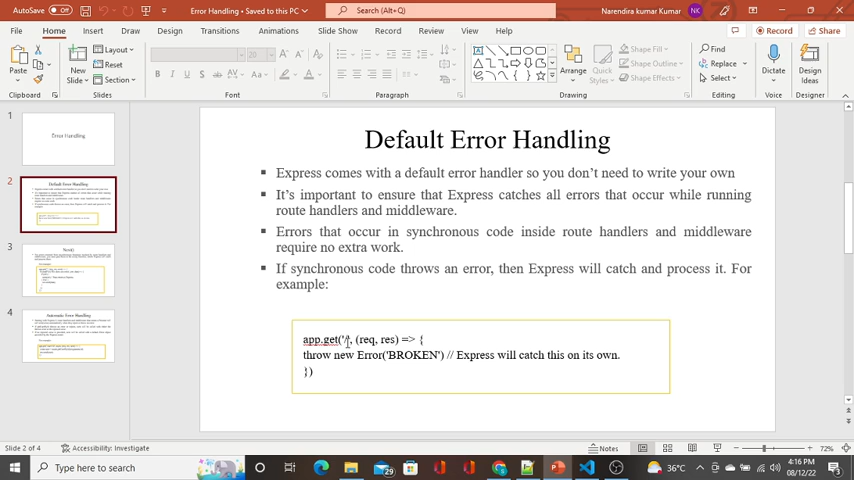 AutoSave Off
Error Handling • Saved to this PC
Search (Alt+Q)
Narendra kumar Kumar
NK
File Home Insert Draw Design Transitions Animations Slide Show Record Review View Help
Record
Share
Paste
New
Slide
Layout
Reset
Section
20
B I U S ab AV Aa A
Arrange
Quick
Styles
Shape Fill
Shape Outline
Shape Effects
Find
Replace
Select
Dictate
Design
Ideas
Clipboard Slides Font Paragraph Drawing Editing Voice Designer
1
Error Handling
2
Default Error Handling
3
Next()
4
Automatic Error Handling
Default Error Handling
Express comes with a default error handler so you don’t need to write your own
It’s important to ensure that Express catches all errors that occur while running
route handlers and middleware.
Errors that occur in synchronous code inside route handlers and middleware
require no extra work.
If synchronous code throws an error, then Express will catch and process it. For
example:
app.get('/', (req, res) => {
throw new Error('BROKEN') // Express will catch this on its own.
})
Slide 2 of 4
Accessibility: Investigate
Notes
72%
Type here to search
29
36°C
4:16 PM
08/12/22
3